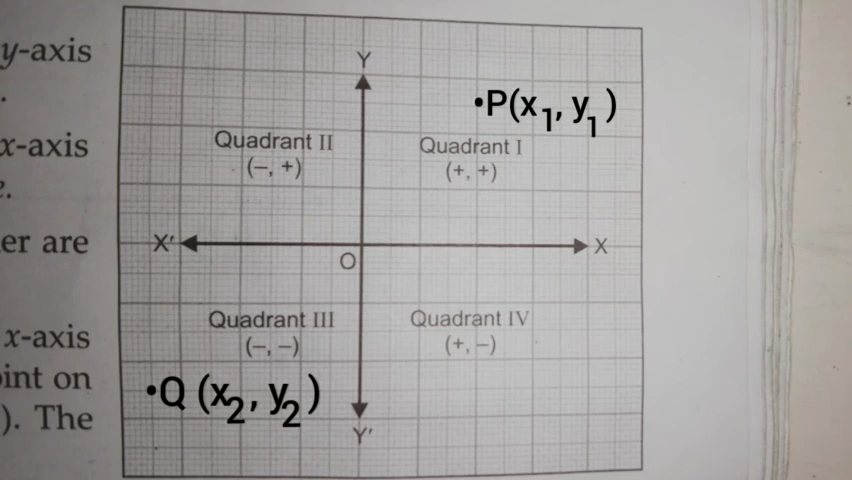 y-axis
.
x-axis
er are
x-axis
int on
). The
Y
•P(x₁, y₁)
Quadrant II
(–, +)
Quadrant I
(+, +)
X′
X
O
Quadrant III
(–, –)
Quadrant IV
(+, –)
•Q (x₂, y₂)
Y′